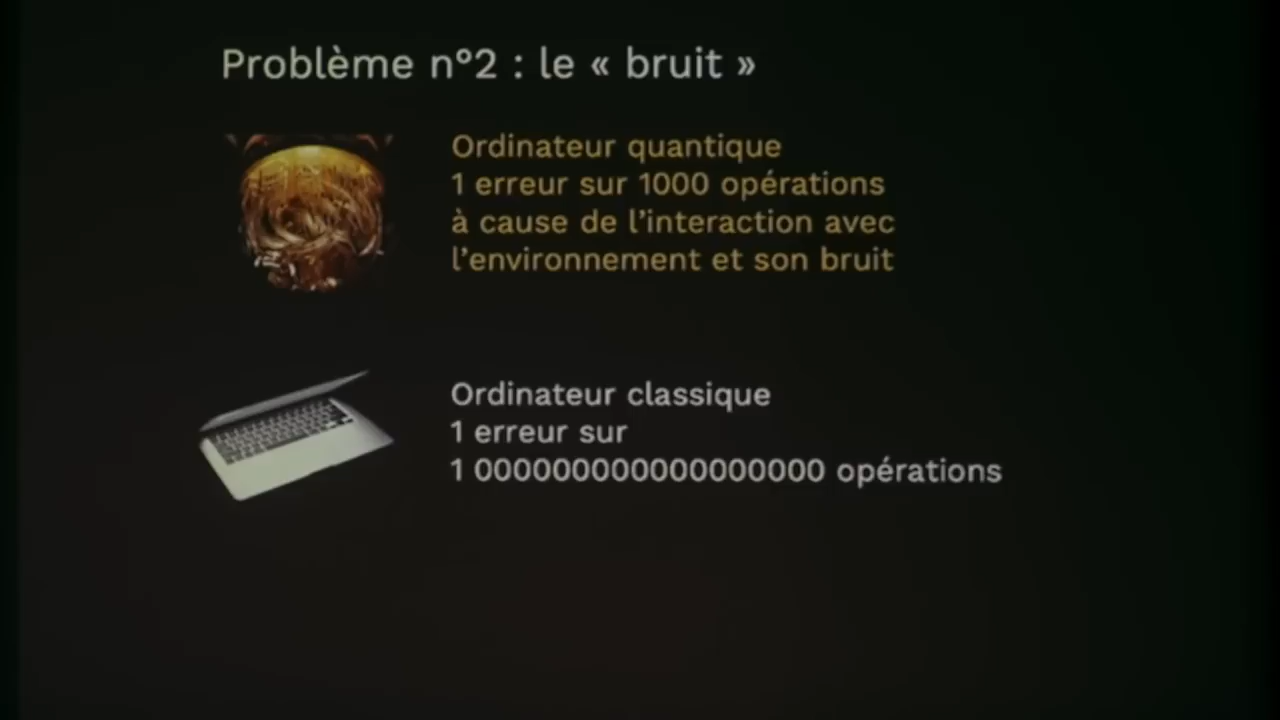 Problème n°2 : le « bruit »
Ordinateur quantique
1 erreur sur 1000 opérations
à cause de l’interaction avec
l’environnement et son bruit
Ordinateur classique
1 erreur sur
1 000000000000000000 opérations